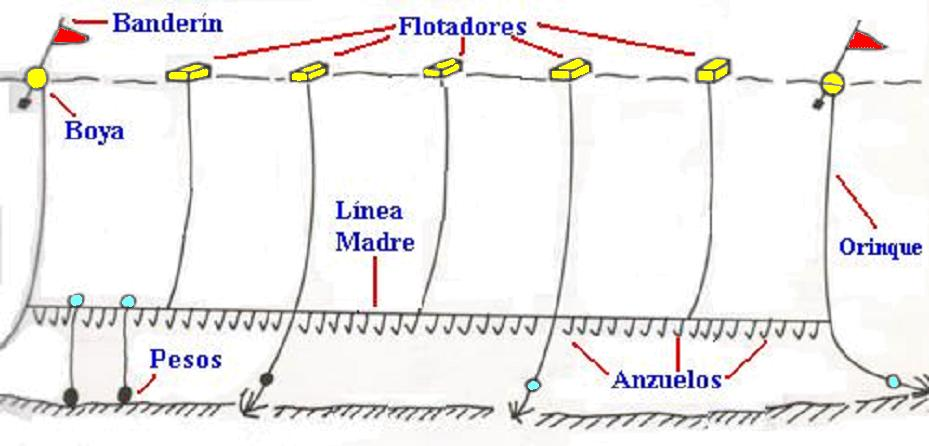 Banderín
Flotadores
Boya
Línea
Madre
Orinque
Pesos
Anzuelos